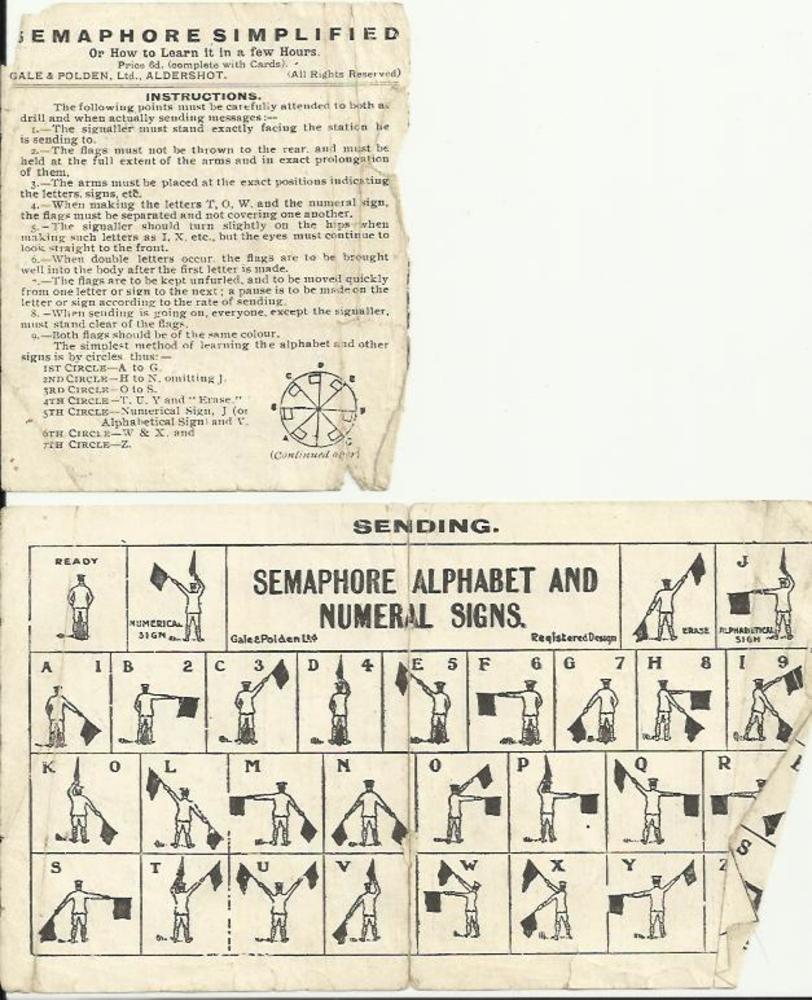 SEMAPHORE SIMPLIFIED
Or How to Learn it in a few Hours.
Price 6d. (complete with Cards).
GALE & POLDEN, Ltd., ALDERSHOT. (All Rights Reserved)
INSTRUCTIONS.
The following points must be carefully attended to both at
drill and when actually sending messages:—
1.—The signaller must stand exactly facing the station he
is sending to.
2.—The flags must not be thrown to the rear, and must be
held at the full extent of the arms and in exact prolongation
of them,
3.—The arms must be placed at the exact positions indicating
the letters, signs, etc.
4.—When making the letters T, O, W, and the numeral sign,
the flags must be separated and not covering one another.
5.—The signaller should turn slightly on the hips when
making such letters as I, X, etc., but the eyes must continue to
look straight to the front.
6.—When double letters occur, the flags are to be brought
well into the body after the first letter is made.
7.—The flags are to be kept unfurled, and to be moved quickly
from one letter or sign to the next; a pause is to be made on the
letter or sign according to the rate of sending.
8.—When sending is going on, everyone, except the signaller,
must stand clear of the flags.
9.—Both flags should be of the same colour.
The simplest method of learning the alphabet and other
signs is by circles thus:—
1ST CIRCLE—A to G.
2ND CIRCLE—H to N, omitting J.
3RD CIRCLE—O to S.
4TH CIRCLE—T. U. Y and "Erase."
5TH CIRCLE—Numerical Sign, J (or
Alphabetical Sign) and V.
6TH CIRCLE—W & X. and
7TH CIRCLE—Z.
A B C D E F G
(Continued over)
SENDING.
READY
NUMERICAL SIGN
SEMAPHORE ALPHABET AND
NUMERAL SIGNS.
Gale & Polden Ltd Registered Design
ERASE
J
ALPHABETICAL SIGN
A 1 B 2 C 3 D 4 E 5 F 6 G 7 H 8 I 9
K O L M N O P Q R
S T U V W X Y Z
S